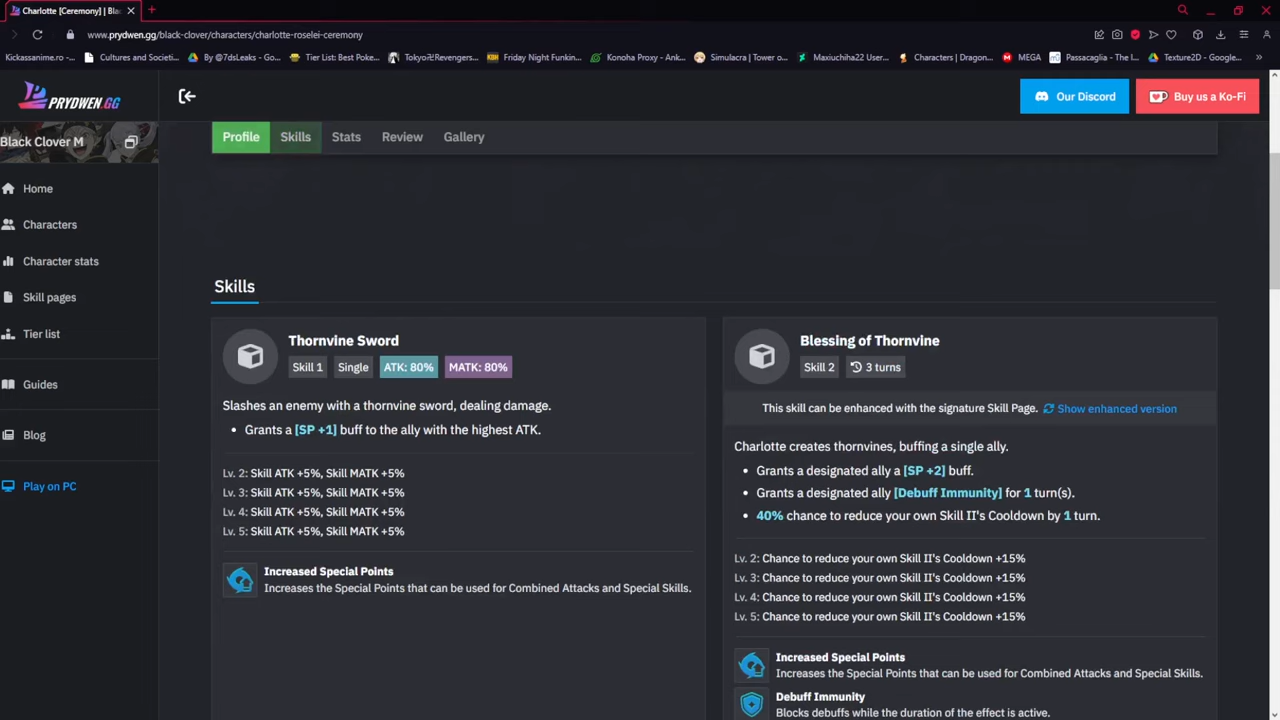 Charlotte [Ceremony] | Bla
www.prydwen.gg/black-clover/characters/charlotte-roselei-ceremony
Kickassanime.ro -... Cultures and Societi... By @7dsLeaks - Go... Tier List: Best Poke... Tokyo卍Revengers... Friday Night Funkin... Konoha Proxy - Ank... Simulacra | Tower o... Maxiuchiha22 User... Characters | Dragon... MEGA Passacaglia — The I... Texture2D - Google... »
PRYDWEN.GG
Our Discord
Buy us a Ko-Fi
Black Clover M
Home
Characters
Character stats
Skill pages
Tier list
Guides
Blog
Play on PC
Profile Skills Stats Review Gallery
Skills
Thornvine Sword
Skill 1 Single ATK: 80% MATK: 80%
Slashes an enemy with a thornvine sword, dealing damage.
• Grants a [SP +1] buff to the ally with the highest ATK.
Lv. 2: Skill ATK +5%, Skill MATK +5%
Lv. 3: Skill ATK +5%, Skill MATK +5%
Lv. 4: Skill ATK +5%, Skill MATK +5%
Lv. 5: Skill ATK +5%, Skill MATK +5%
Increased Special Points
Increases the Special Points that can be used for Combined Attacks and Special Skills.
Blessing of Thornvine
Skill 2 3 turns
This skill can be enhanced with the signature Skill Page. Show enhanced version
Charlotte creates thornvines, buffing a single ally.
• Grants a designated ally a [SP +2] buff.
• Grants a designated ally [Debuff Immunity] for 1 turn(s).
• 40% chance to reduce your own Skill II's Cooldown by 1 turn.
Lv. 2: Chance to reduce your own Skill II's Cooldown +15%
Lv. 3: Chance to reduce your own Skill II's Cooldown +15%
Lv. 4: Chance to reduce your own Skill II's Cooldown +15%
Lv. 5: Chance to reduce your own Skill II's Cooldown +15%
Increased Special Points
Increases the Special Points that can be used for Combined Attacks and Special Skills.
Debuff Immunity
Blocks debuffs while the duration of the effect is active.